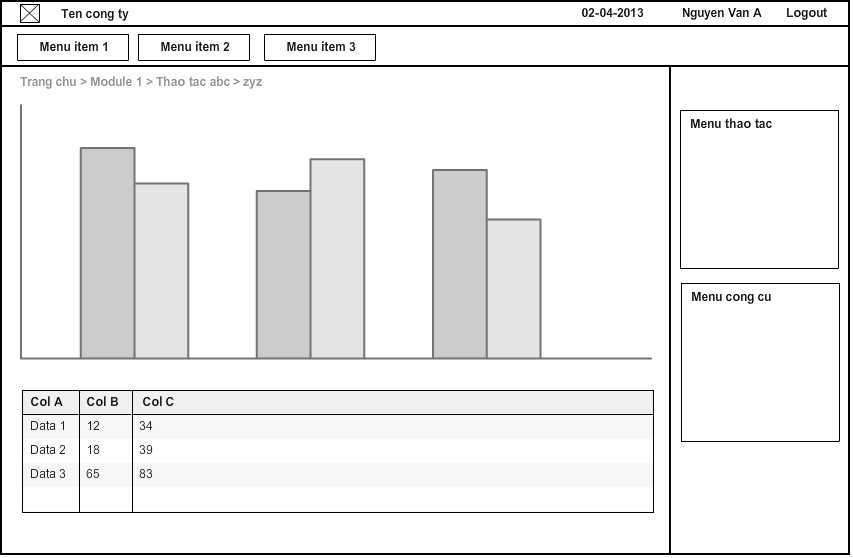 Ten cong ty 02-04-2013 Nguyen Van A Logout
Menu item 1 Menu item 2 Menu item 3
Trang chu > Module 1 > Thao tac abc > zyz
Menu thao tac
Menu cong cu
Col A Col B Col C
Data 1 12 34
Data 2 18 39
Data 3 65 83